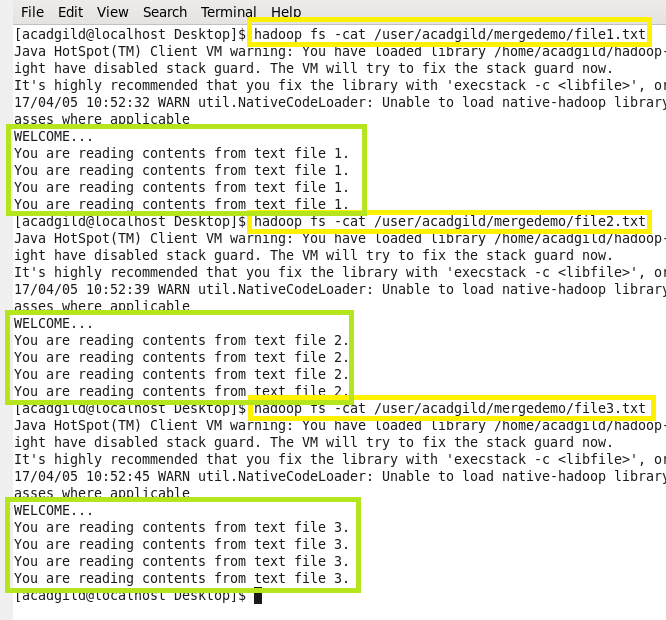 File Edit View Search Terminal Help
[acadgild@localhost Desktop]$ hadoop fs -cat /user/acadgild/mergedemo/file1.txt
Java HotSpot(TM) Client VM warning: You have loaded library /home/acadgild/hadoop-
ight have disabled stack guard. The VM will try to fix the stack guard now.
It's highly recommended that you fix the library with 'execstack -c <libfile>', or
17/04/05 10:52:32 WARN util.NativeCodeLoader: Unable to load native-hadoop library
asses where applicable
WELCOME...
You are reading contents from text file 1.
You are reading contents from text file 1.
You are reading contents from text file 1.
You are reading contents from text file 1.
[acadgild@localhost Desktop]$ hadoop fs -cat /user/acadgild/mergedemo/file2.txt
Java HotSpot(TM) Client VM warning: You have loaded library /home/acadgild/hadoop-
ight have disabled stack guard. The VM will try to fix the stack guard now.
It's highly recommended that you fix the library with 'execstack -c <libfile>', or
17/04/05 10:52:39 WARN util.NativeCodeLoader: Unable to load native-hadoop library
asses where applicable
WELCOME...
You are reading contents from text file 2.
You are reading contents from text file 2.
You are reading contents from text file 2.
You are reading contents from text file 2.
[acadgild@localhost Desktop]$ hadoop fs -cat /user/acadgild/mergedemo/file3.txt
Java HotSpot(TM) Client VM warning: You have loaded library /home/acadgild/hadoop-
ight have disabled stack guard. The VM will try to fix the stack guard now.
It's highly recommended that you fix the library with 'execstack -c <libfile>', or
17/04/05 10:52:45 WARN util.NativeCodeLoader: Unable to load native-hadoop library
asses where applicable
WELCOME...
You are reading contents from text file 3.
You are reading contents from text file 3.
You are reading contents from text file 3.
You are reading contents from text file 3.
[acadgild@localhost Desktop]$